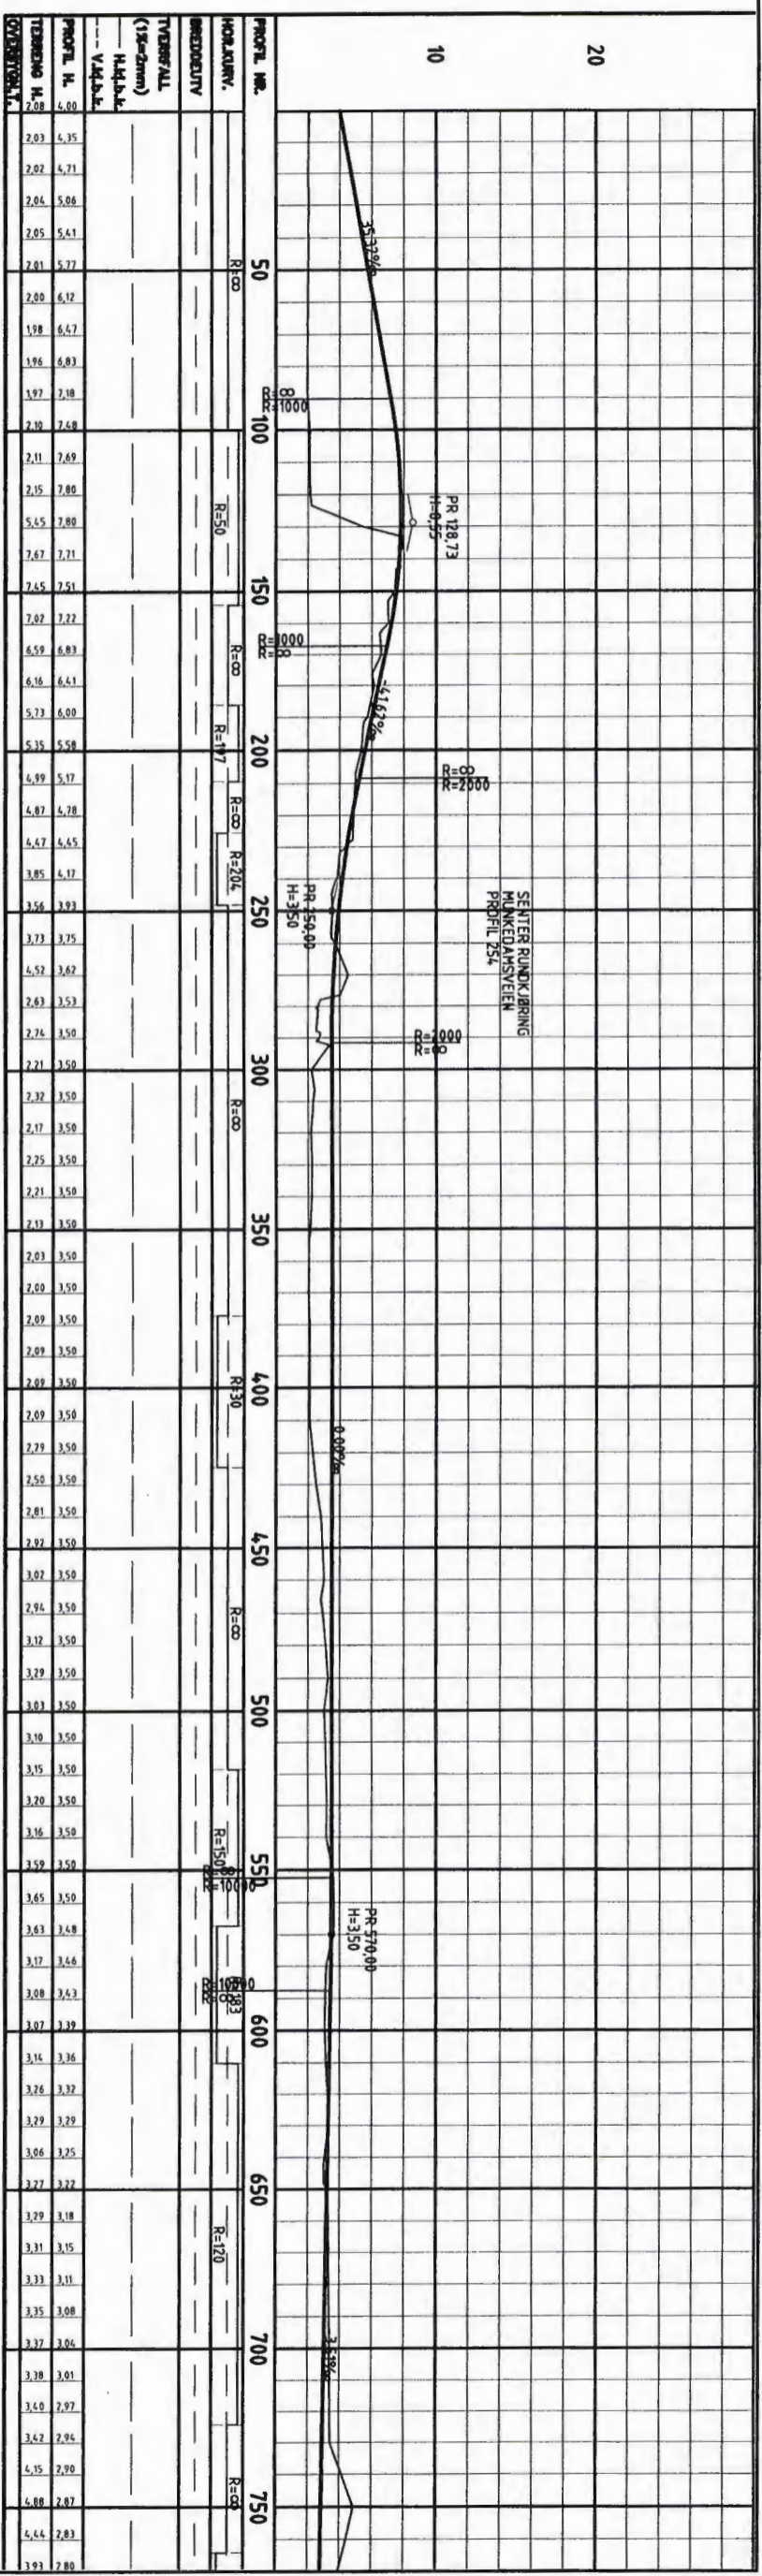 20
10
35.32‰
PR 128,73
H=8,55
-41.62‰
R=∞
R=2000
SENTER RUNDKJØRING
MUNKEDAMSVEIEN
PROFIL 254
PR 250,00
H=3,50
R=2000
R=∞
0.00‰
PR 570,00
H=3,50
PROFIL NR. 50 100 150 200 250 300 350 400 450 500 550 600 650 700 750
HOR.KURV. R=∞ R=50 R=∞ R=197 R=∞ R=204 R=∞ R=30 R=∞ R=150 R=120 R=∞
BREDDEUTV
TVERRFALL
(1%=2mm)
H.kj.b.k.
V.kj.b.k.
PROFIL H. 4,00 4,35 4,71 5,06 5,41 5,77 6,12 6,47 6,83 7,18 7,48 7,69 7,80 7,80 7,71 7,51 7,22 6,83 6,41 6,00 5,58 5,17 4,78 4,45 4,17 3,93 3,75 3,62 3,53 3,50 3,50 3,50 3,50 3,50 3,50 3,50 3,50 3,50 3,50 3,50 3,50 3,50 3,50 3,50 3,50 3,50 3,50 3,50 3,50 3,50 3,50 3,50 3,50 3,50 3,50 3,50 3,50 3,48 3,46 3,43 3,39 3,36 3,32 3,29 3,25 3,22 3,18 3,15 3,11 3,08 3,04 3,01 2,97 2,94 2,90 2,87 2,83 2,80
TERRENG H. 2,08 2,03 2,02 2,04 2,05 2,01 2,00 1,98 1,96 1,97 2,10 2,11 2,15 5,45 7,67 7,45 7,02 6,59 6,16 5,73 5,35 4,99 4,87 4,47 3,85 3,56 3,73 4,52 2,63 2,74 2,21 2,32 2,17 2,25 2,21 2,13 2,03 2,00 2,09 2,09 2,09 2,09 2,29 2,50 2,81 2,92 3,02 2,94 3,12 3,29 3,03 3,10 3,15 3,20 3,16 3,59 3,65 3,63 3,17 3,08 3,07 3,14 3,26 3,29 3,06 3,27 3,29 3,31 3,33 3,35 3,37 3,38 3,40 3,42 4,15 4,88 4,44 3,93